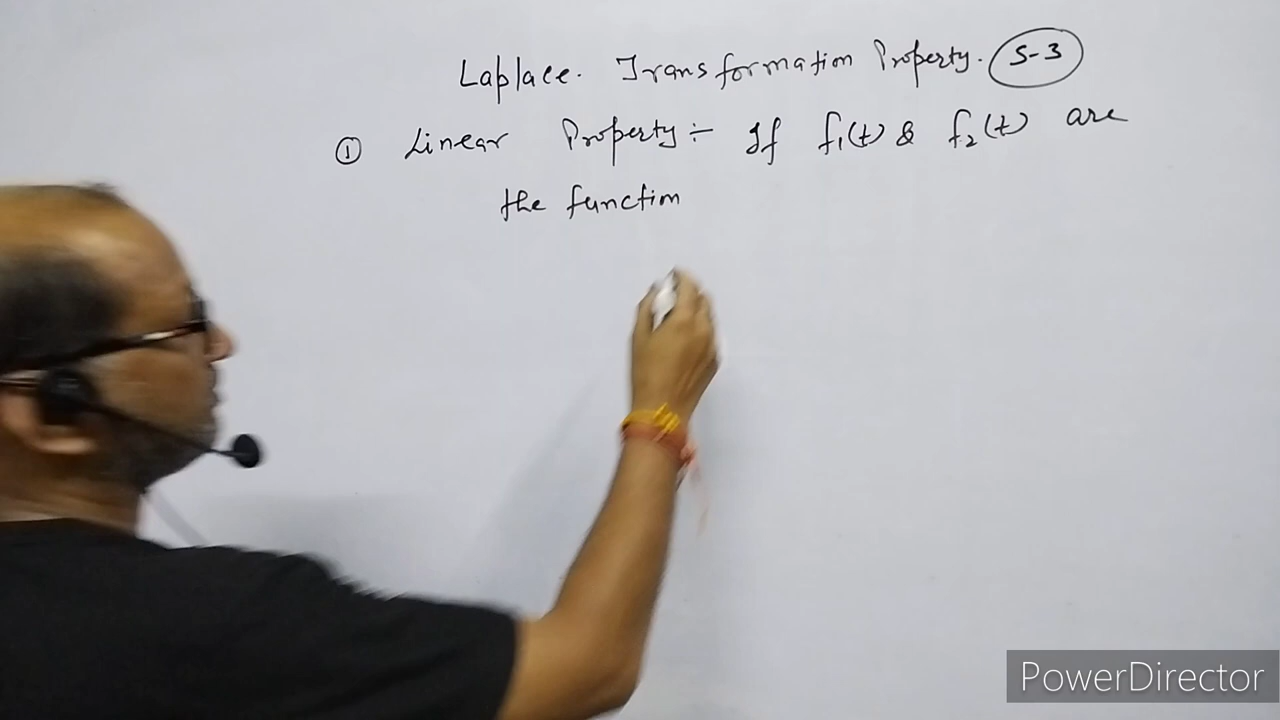 Laplace. Transformation Property. S-3
① Linear Property :- If f₁(t) & f₂(t) are
the function
PowerDirector